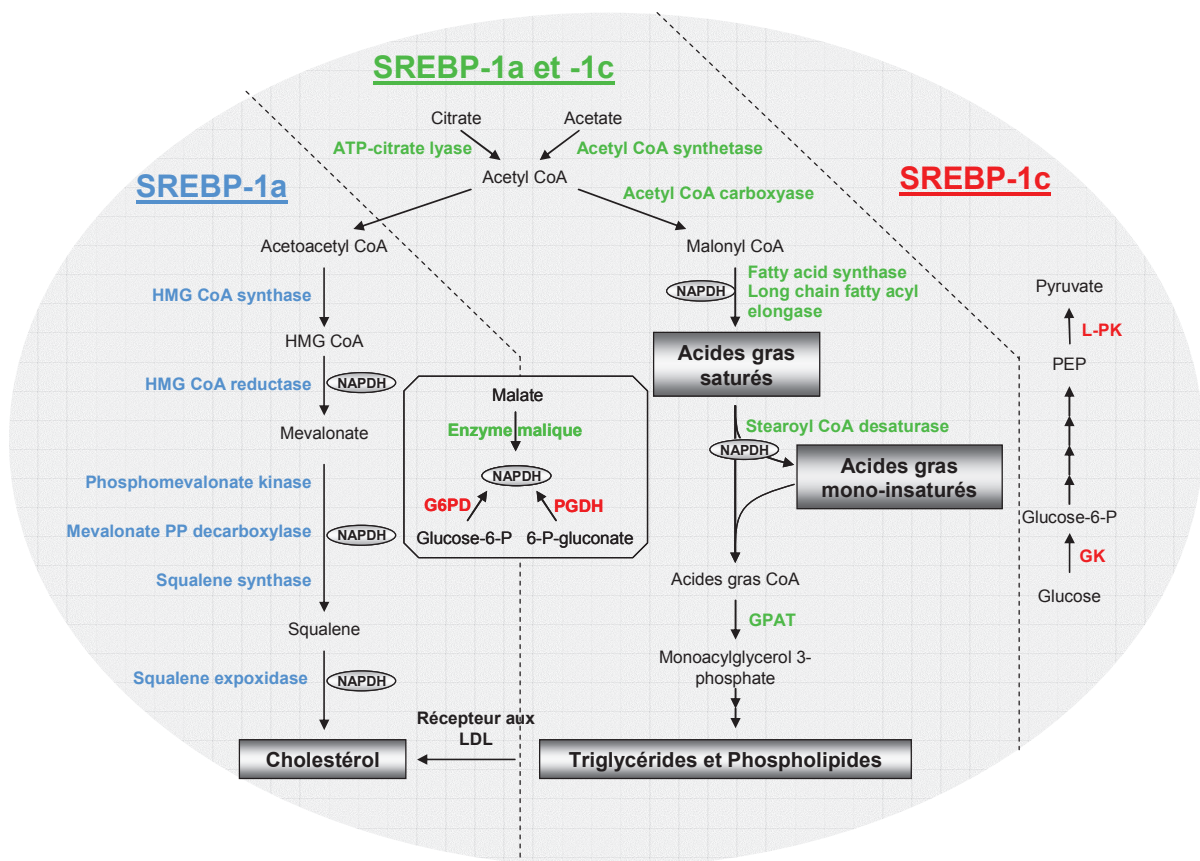 SREBP-1a et -1c
Citrate
Acetate
ATP-citrate lyase
Acetyl CoA synthetase
Acetyl CoA
SREBP-1a
SREBP-1c
Acetyl CoA carboxyase
Acetoacetyl CoA
Malonyl CoA
HMG CoA synthase
NAPDH
Fatty acid synthase
Long chain fatty acyl
elongase
HMG CoA
Acides gras
saturés
HMG CoA reductase
NAPDH
Mevalonate
Malate
Enzyme malique
NAPDH
G6PD
PGDH
Glucose-6-P
6-P-gluconate
Stearoyl CoA desaturase
NAPDH
Acides gras
mono-insaturés
Phosphomevalonate kinase
Mevalonate PP decarboxylase
NAPDH
Squalene synthase
Acides gras CoA
GPAT
Squalene
Monoacylglycerol 3-
phosphate
Squalene expoxidase
NAPDH
Récepteur aux
LDL
Cholestérol
Triglycérides et Phospholipides
Pyruvate
L-PK
PEP
Glucose-6-P
GK
Glucose